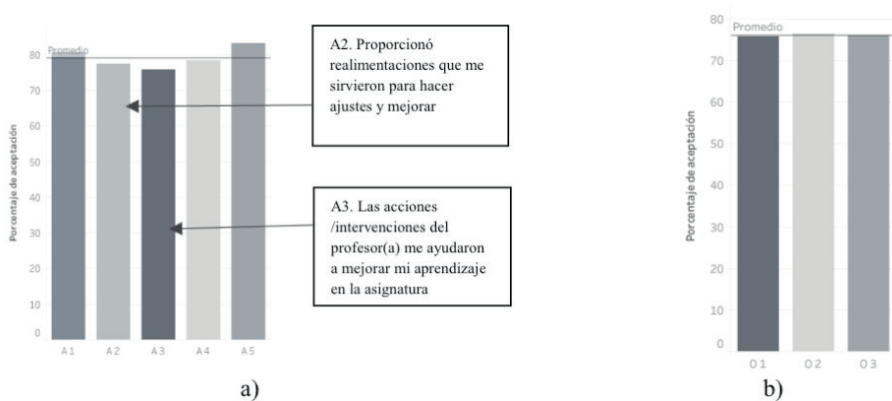 Promedio
Porcentaje de aceptación
80
70
60
50
40
30
20
10
0
A1 A2 A3 A4 A5
A2. Proporcionó
realimentaciones que me
sirvieron para hacer
ajustes y mejorar
A3. Las acciones
/intervenciones del
profesor(a) me ayudaron
a mejorar mi aprendizaje
en la asignatura
a)
80
Promedio
70
60
50
40
30
20
10
0
Porcentaje de aceptación
O1 O2 O3
b)